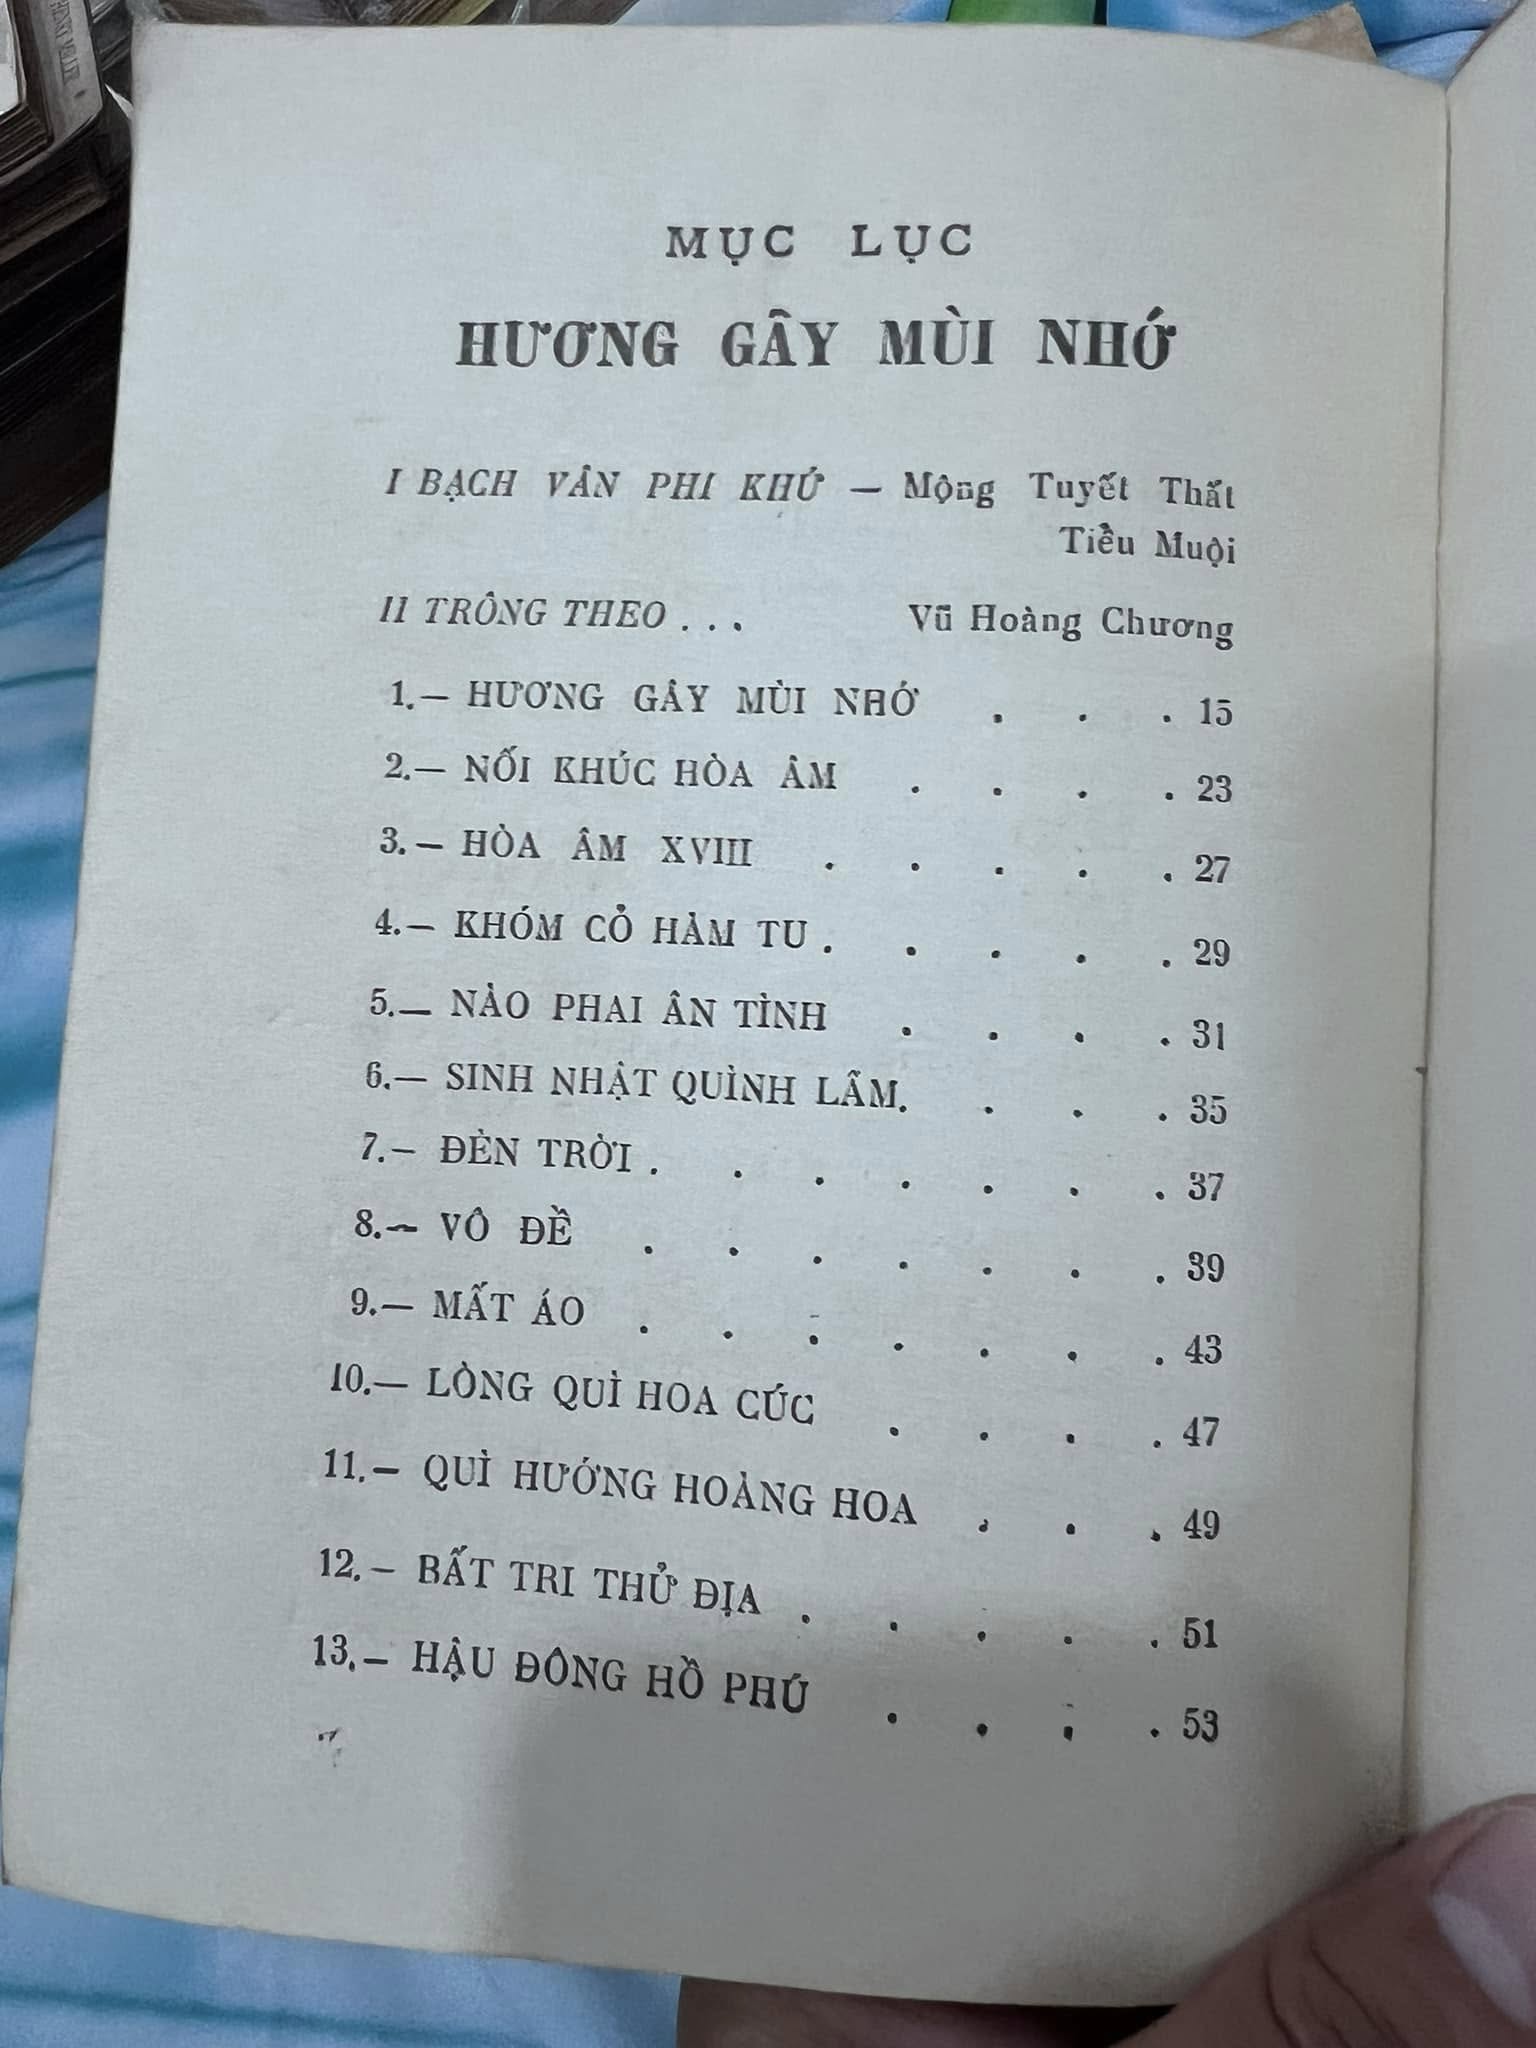 MỤC LỤC
HƯƠNG GÂY MÙI NHỚ
I BẠCH VÂN PHI KHỨ — Mộng Tuyết Thất
Tiểu Muội
II TRÔNG THEO . . . Vũ Hoàng Chương
1.— HƯƠNG GÂY MÙI NHỚ . . . 15
2.— NỐI KHÚC HÒA ÂM . . . . 23
3.— HÒA ÂM XVIII . . . . . 27
4.— KHÓM CỎ HÀM TU . . . . . 29
5.— NÀO PHAI ÂN TÌNH . . . . 31
6.— SINH NHẬT QUÌNH LÂM. . . . 35
7.— ĐÈN TRỜI . . . . . . . 37
8.— VÔ ĐỀ . . . . . . . 39
9.— MẤT ÁO . . . . . . . 43
10.— LÒNG QUÌ HOA CÚC . . . . 47
11.— QUÌ HƯỚNG HOÀNG HOA . . . 49
12.— BẤT TRI THỬ ĐỊA . . . . . 51
13.— HẬU ĐÔNG HỒ PHÚ . . . . 53